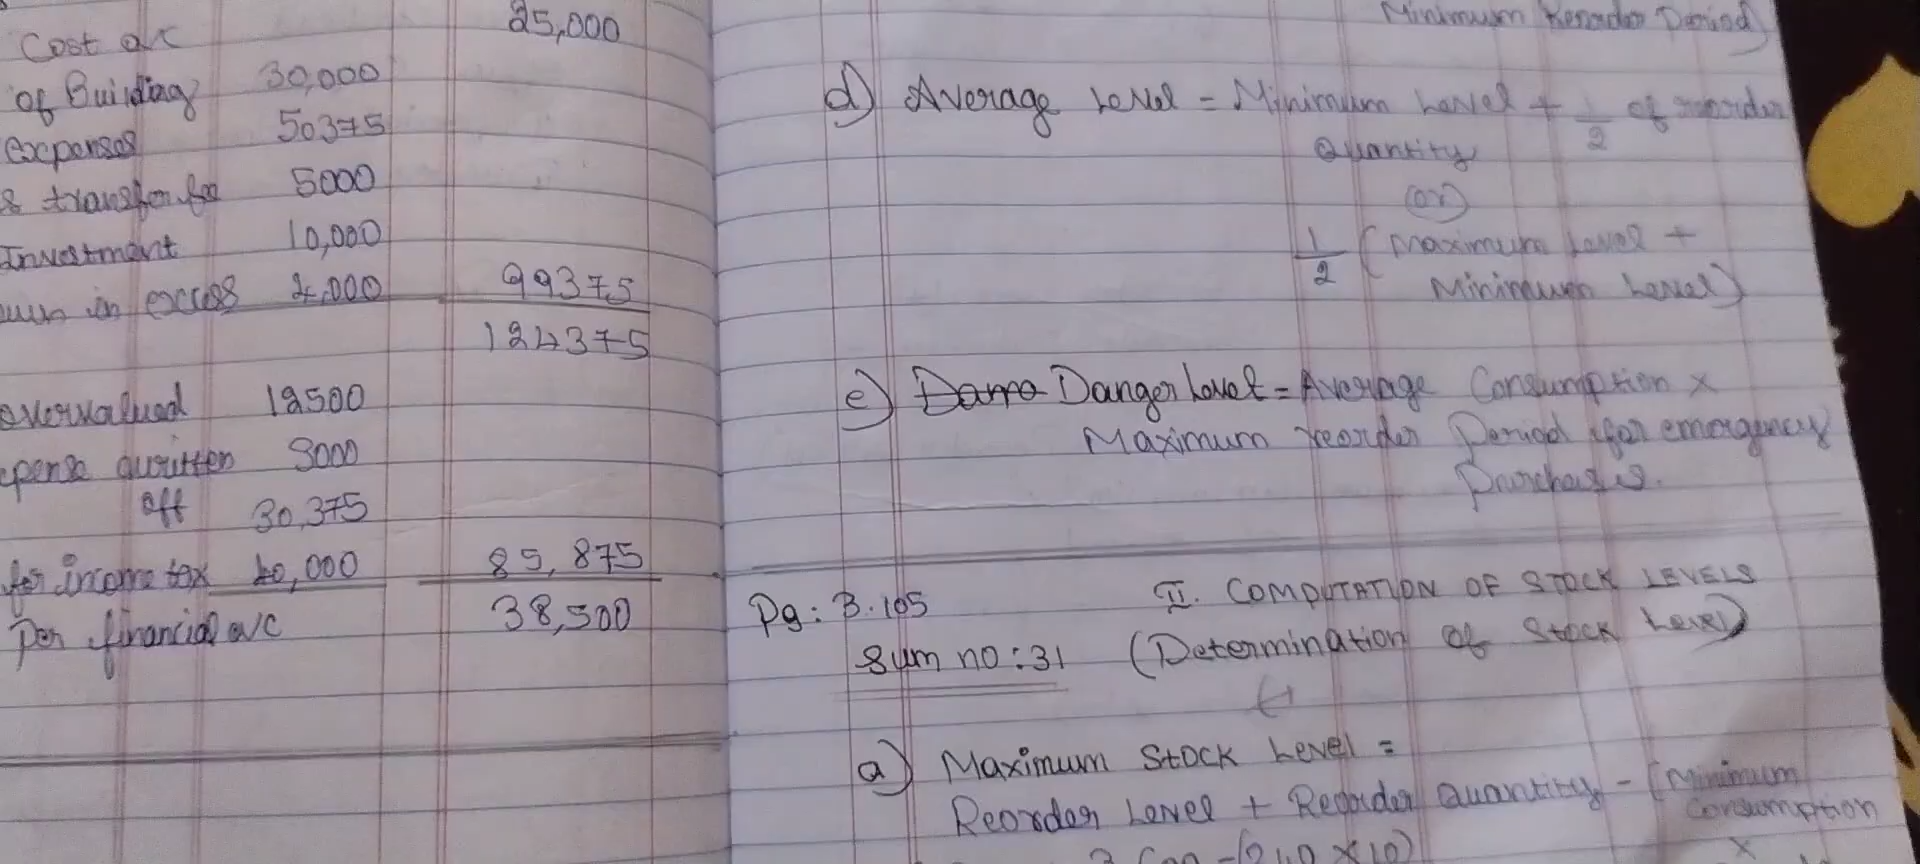 25,000
Cost a/c
of Building 30,000
expenses 50375
& transfer fee 5000
Investment 10,000
in excess 4,000 99375
124375
overvalued 12500
written 3000
off 30,375
for income tax 40,000 85,875
Per financial a/c 38,500
Minimum Reorder Period)
d) Average Level = Minimum Level + 1/2 of reorder
Quantity
(or)
1/2 (Maximum Level +
Minimum Level)
e) Danger Level = Average Consumption x
Maximum reorder Period for emergency
Purchases.
Pg: 3.105 II. COMPUTATION OF STOCK LEVELS
Sum no: 31 (Determination of Stock Level)
a) Maximum Stock Level =
Reorder Level + Reorder Quantity - [Minimum
Consumption
x